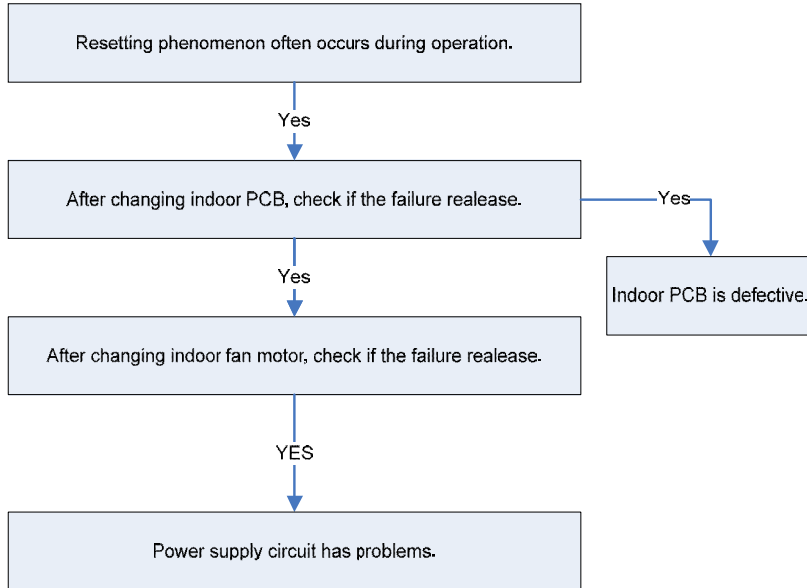 Resetting phenomenon often occurs during operation.
Yes
After changing indoor PCB, check if the failure realease.
Yes
Yes
Indoor PCB is defective.
After changing indoor fan motor, check if the failure realease.
YES
Power supply circuit has problems.